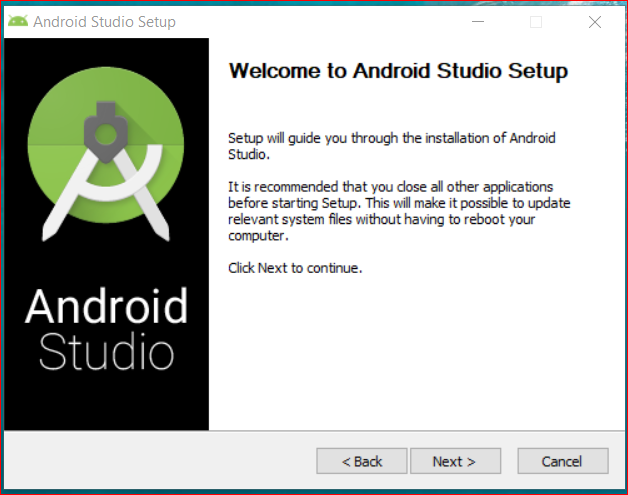 Android Studio Setup
Welcome to Android Studio Setup
Setup will guide you through the installation of Android
Studio.
It is recommended that you close all other applications
before starting Setup. This will make it possible to update
relevant system files without having to reboot your
computer.
Click Next to continue.
Android
Studio
< Back
Next >
Cancel